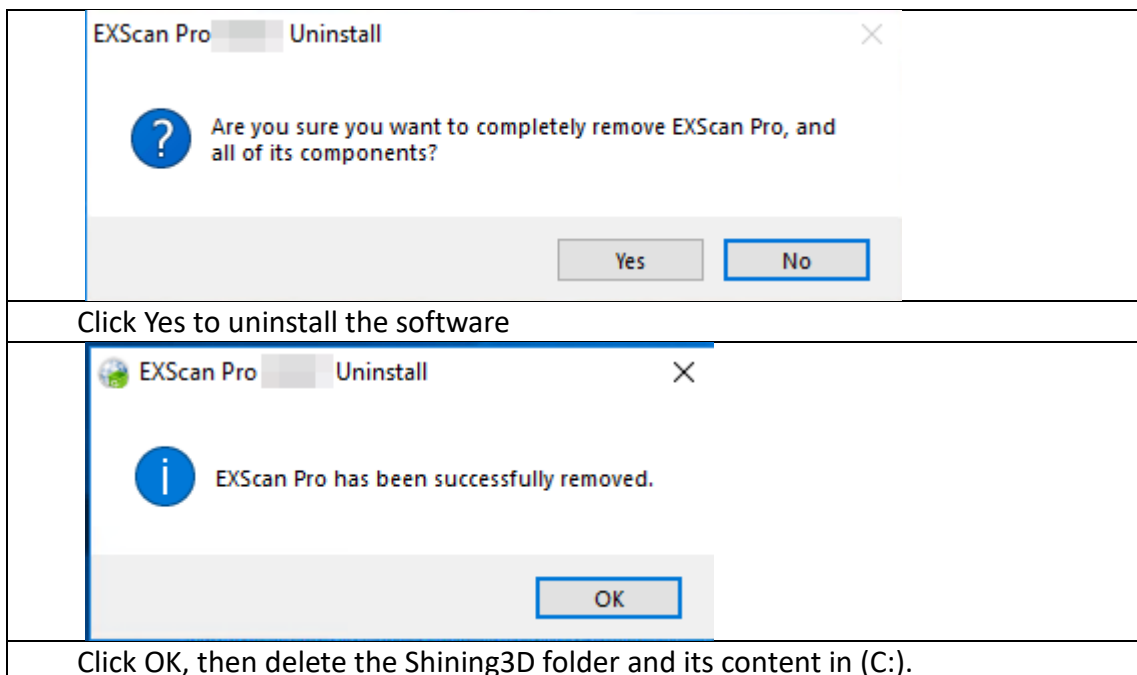 EXScan Pro Uninstall
Are you sure you want to completely remove EXScan Pro, and
all of its components?
Yes No
Click Yes to uninstall the software
EXScan Pro Uninstall
EXScan Pro has been successfully removed.
OK
Click OK, then delete the Shining3D folder and its content in (C:).